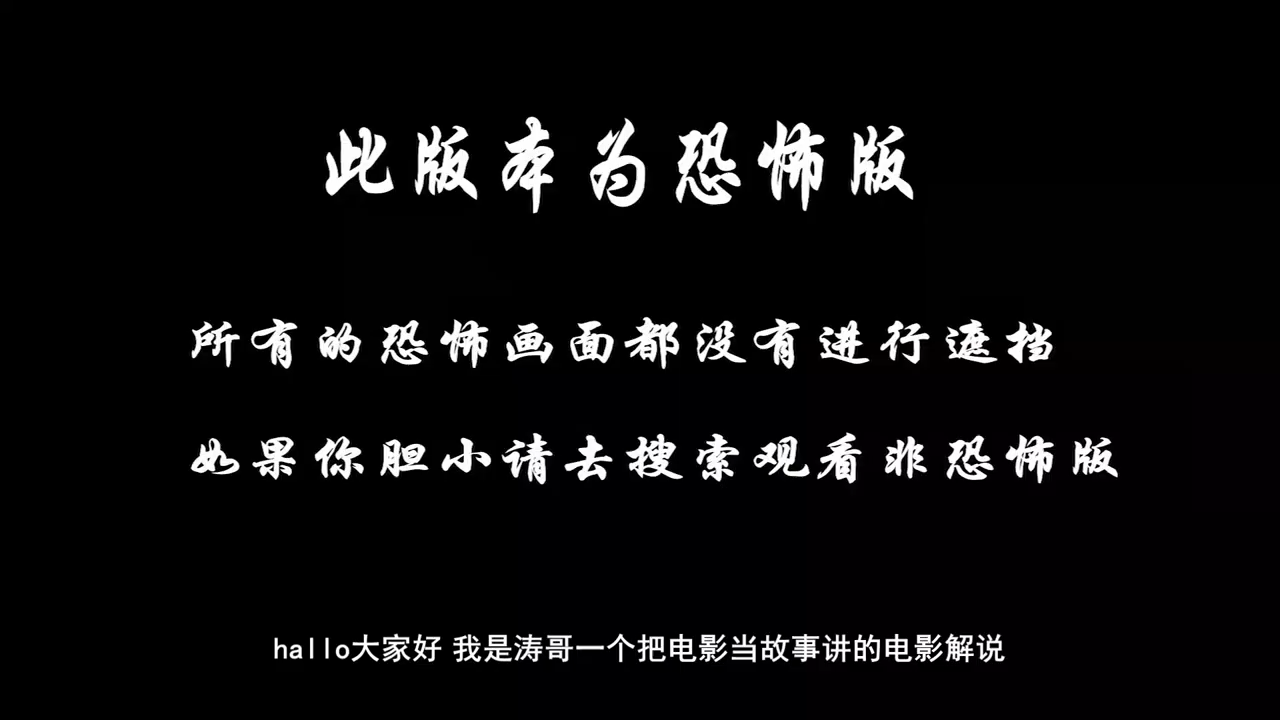 此版本为恐怖版
所有的恐怖画面都没有进行遮挡
如果你胆小请去搜索观看非恐怖版
hallo大家好 我是涛哥一个把电影当故事讲的电影解说